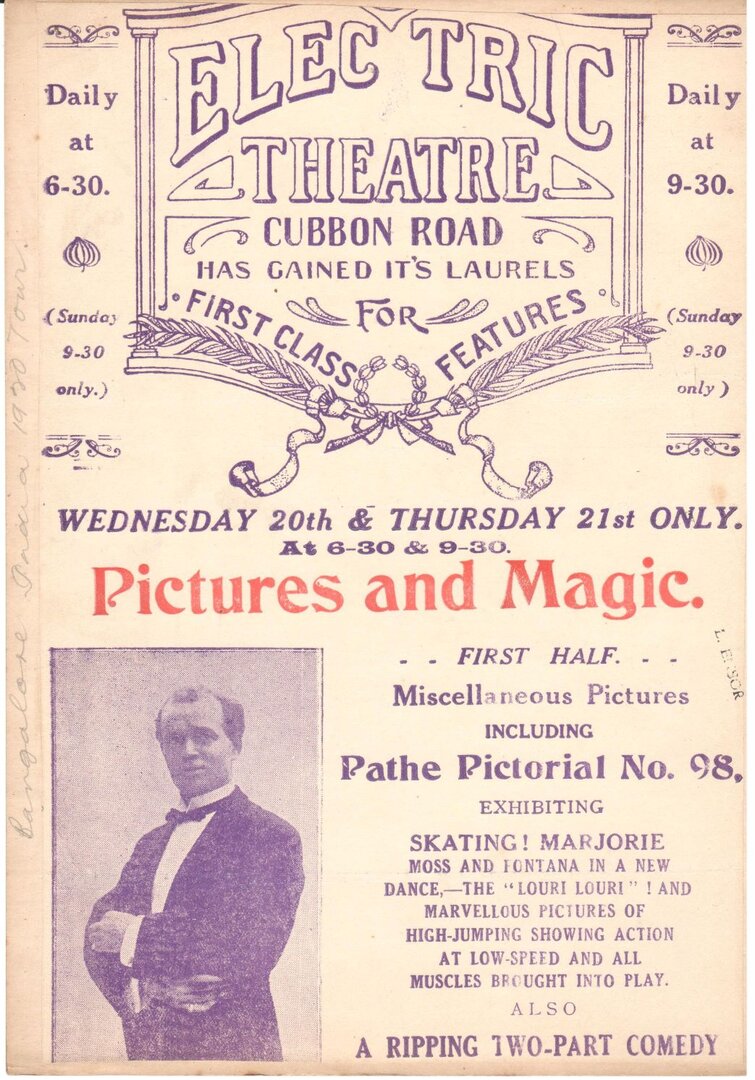 ELECTRIC
THEATRE
CUBBON ROAD
HAS GAINED IT'S LAURELS
FOR
FIRST CLASS FEATURES
Daily
at
6-30.
(Sunday
9-30
only.)
Daily
at
9-30.
(Sunday
9-30
only)
WEDNESDAY 20th & THURSDAY 21st ONLY.
At 6-30 & 9-30.
Pictures and Magic.
- - FIRST HALF. - -
Miscellaneous Pictures
INCLUDING
Pathe Pictorial No. 98,
EXHIBITING
SKATING! MARJORIE
MOSS AND FONTANA IN A NEW
DANCE,—THE "LOURI LOURI" ! AND
MARVELLOUS PICTURES OF
HIGH-JUMPING SHOWING ACTION
AT LOW-SPEED AND ALL
MUSCLES BROUGHT INTO PLAY.
ALSO
A RIPPING TWO-PART COMEDY
Bangalore India 1920 Tour.